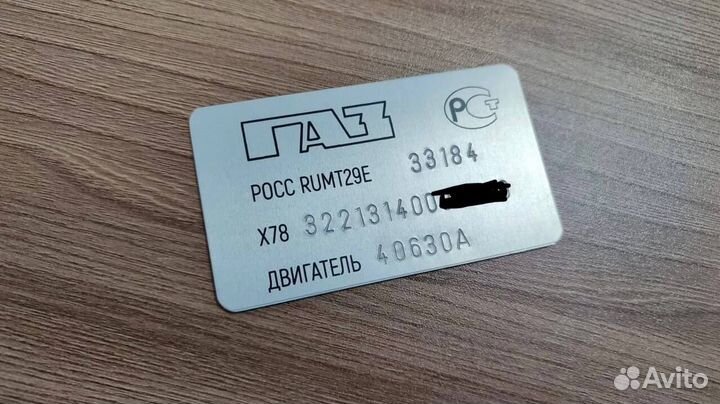 ГАЗ РСТ
РОСС RUMT29E 33184
X78 322131400
ДВИГАТЕЛЬ 40630А
Avito